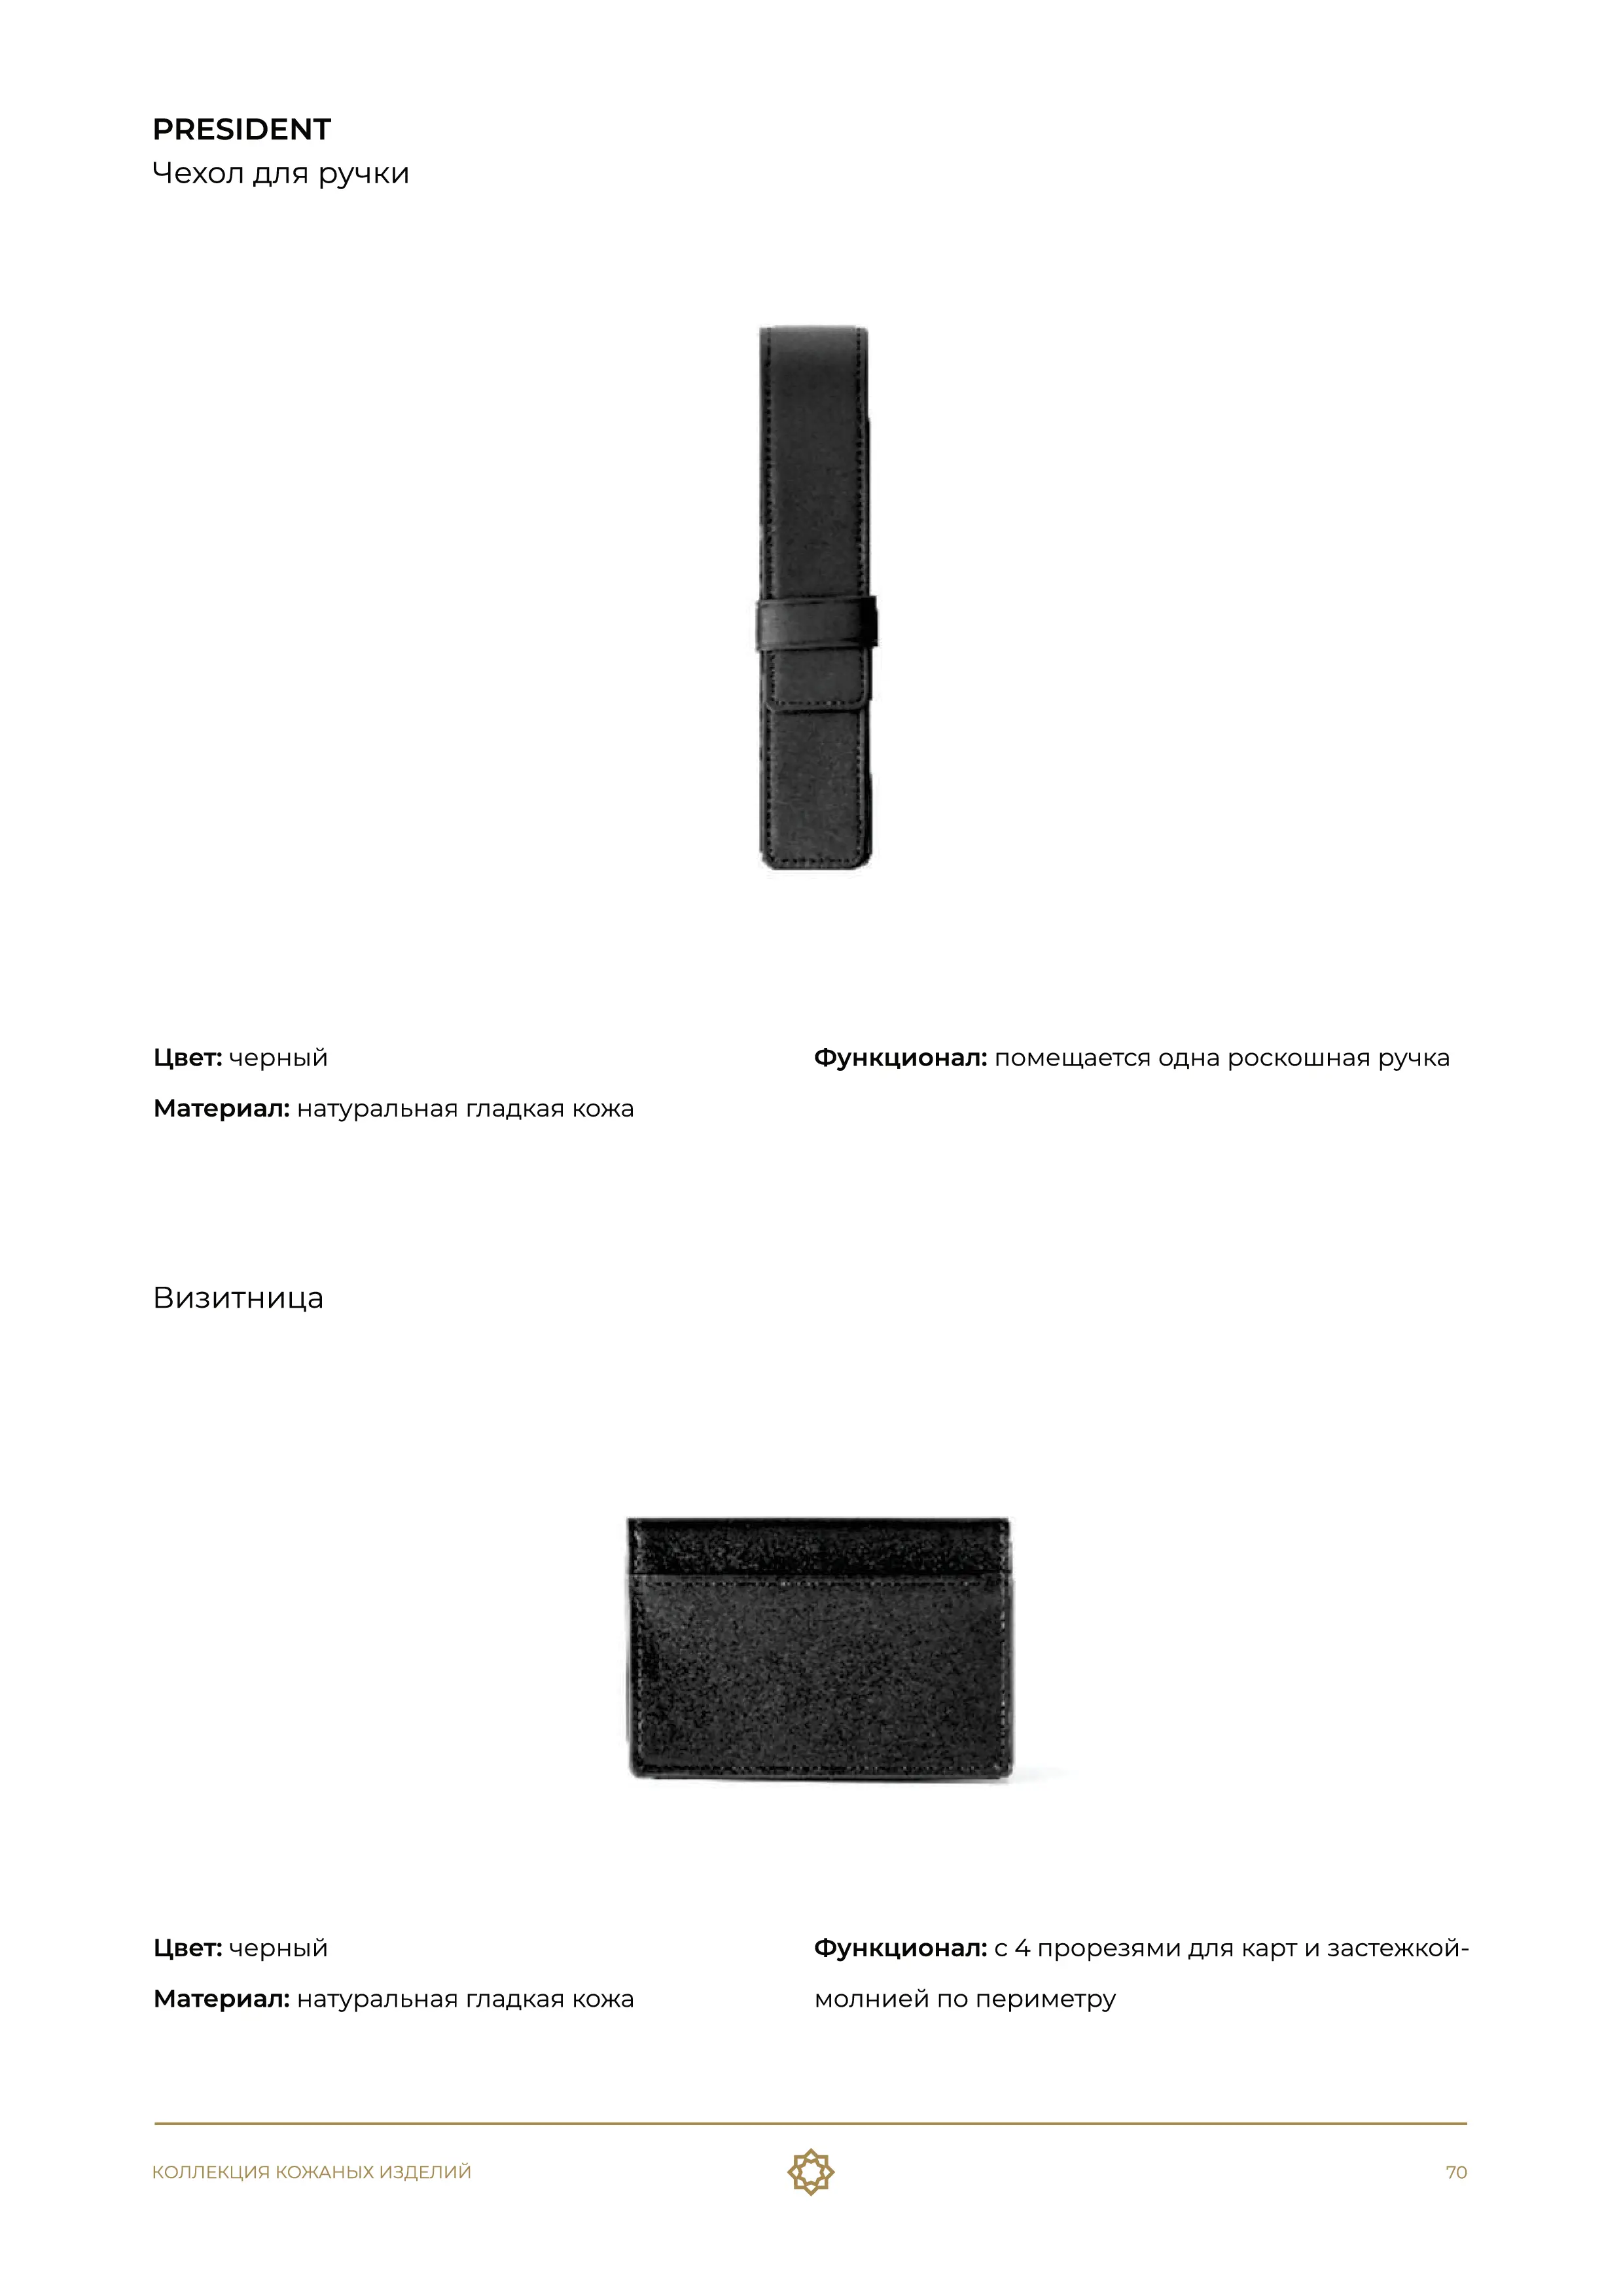 PRESIDENT
Чехол для ручки
Цвет: черный
Материал: натуральная гладкая кожа
Функционал: помещается одна роскошная ручка
Визитница
Цвет: черный
Материал: натуральная гладкая кожа
Функционал: с 4 прорезями для карт и застежкой-
молнией по периметру
КОЛЛЕКЦИЯ КОЖАНЫХ ИЗДЕЛИЙ
70